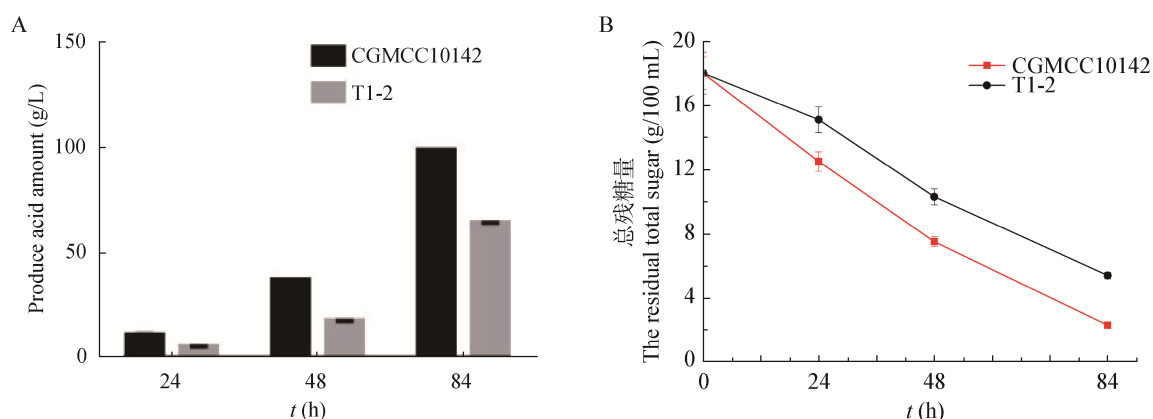 A
150
100
50
0
Produce acid amount (g/L)
CGMCC10142
T1-2
24 48 84
t (h)
B
20
16
12
8
4
0
总残糖量
The residual total sugar (g/100 mL)
CGMCC10142
T1-2
0 24 48 84
t (h)